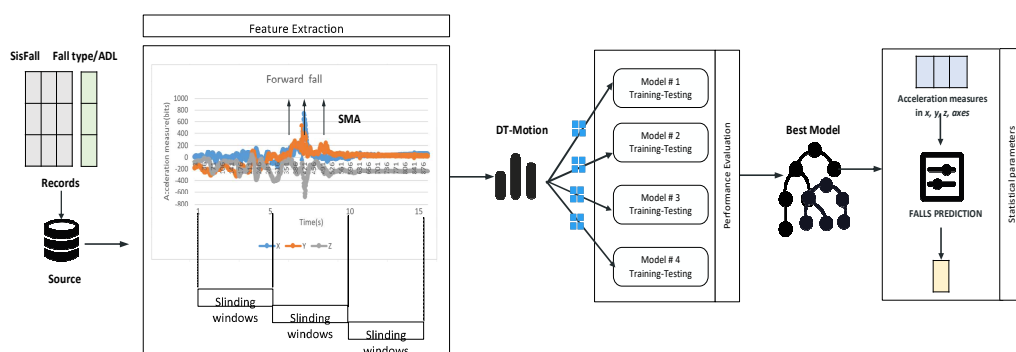 Feature Extraction
SisFall Fall type/ADL
Records
Source
Forward fall
SMA
Acceleration measure(bits)
1000
800
600
400
200
0
-200
-400
-600
-800
Time(s)
1 5 10 15
X Y Z
Slinding
windows
Slinding
windows
Slinding
windows
DT-Motion
Model # 1
Training-Testing
Model # 2
Training-Testing
Model # 3
Training-Testing
Model # 4
Training-Testing
Performance Evaluation
Best Model
Acceleration measures
in x, y, z, axes
FALLS PREDICTION
Statistical parameters